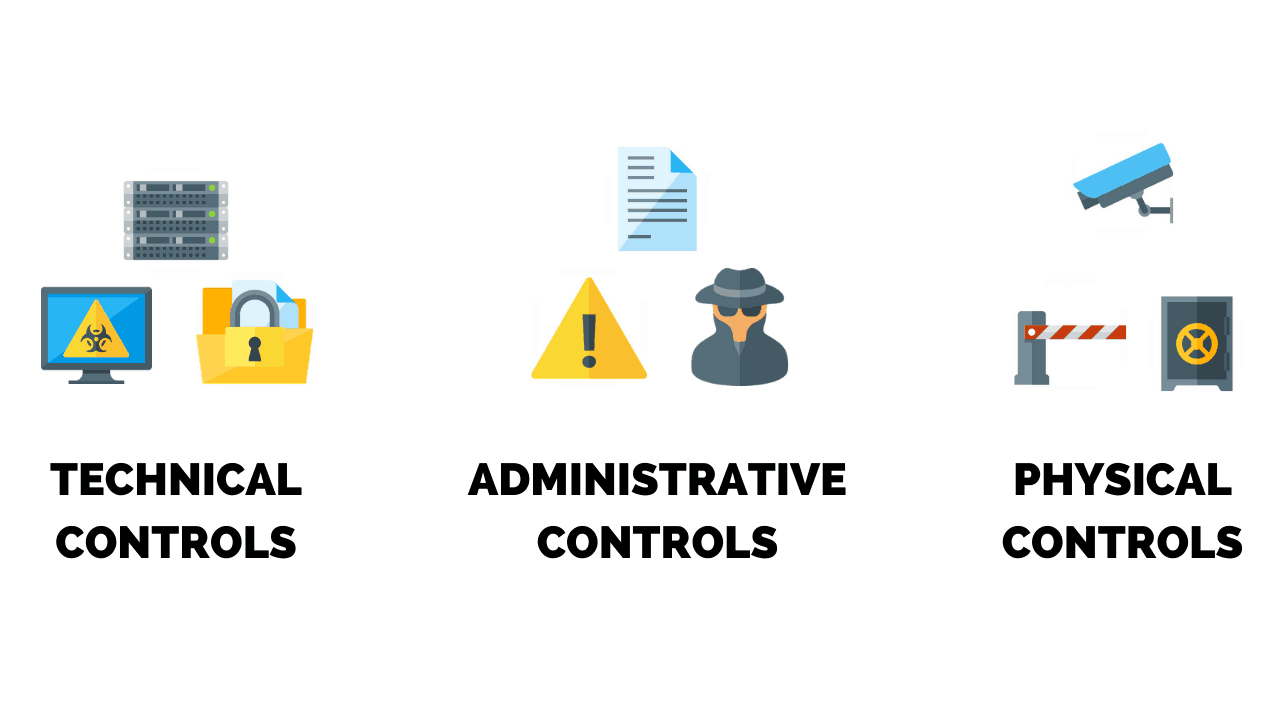 TECHNICAL
CONTROLS
ADMINISTRATIVE
CONTROLS
PHYSICAL
CONTROLS